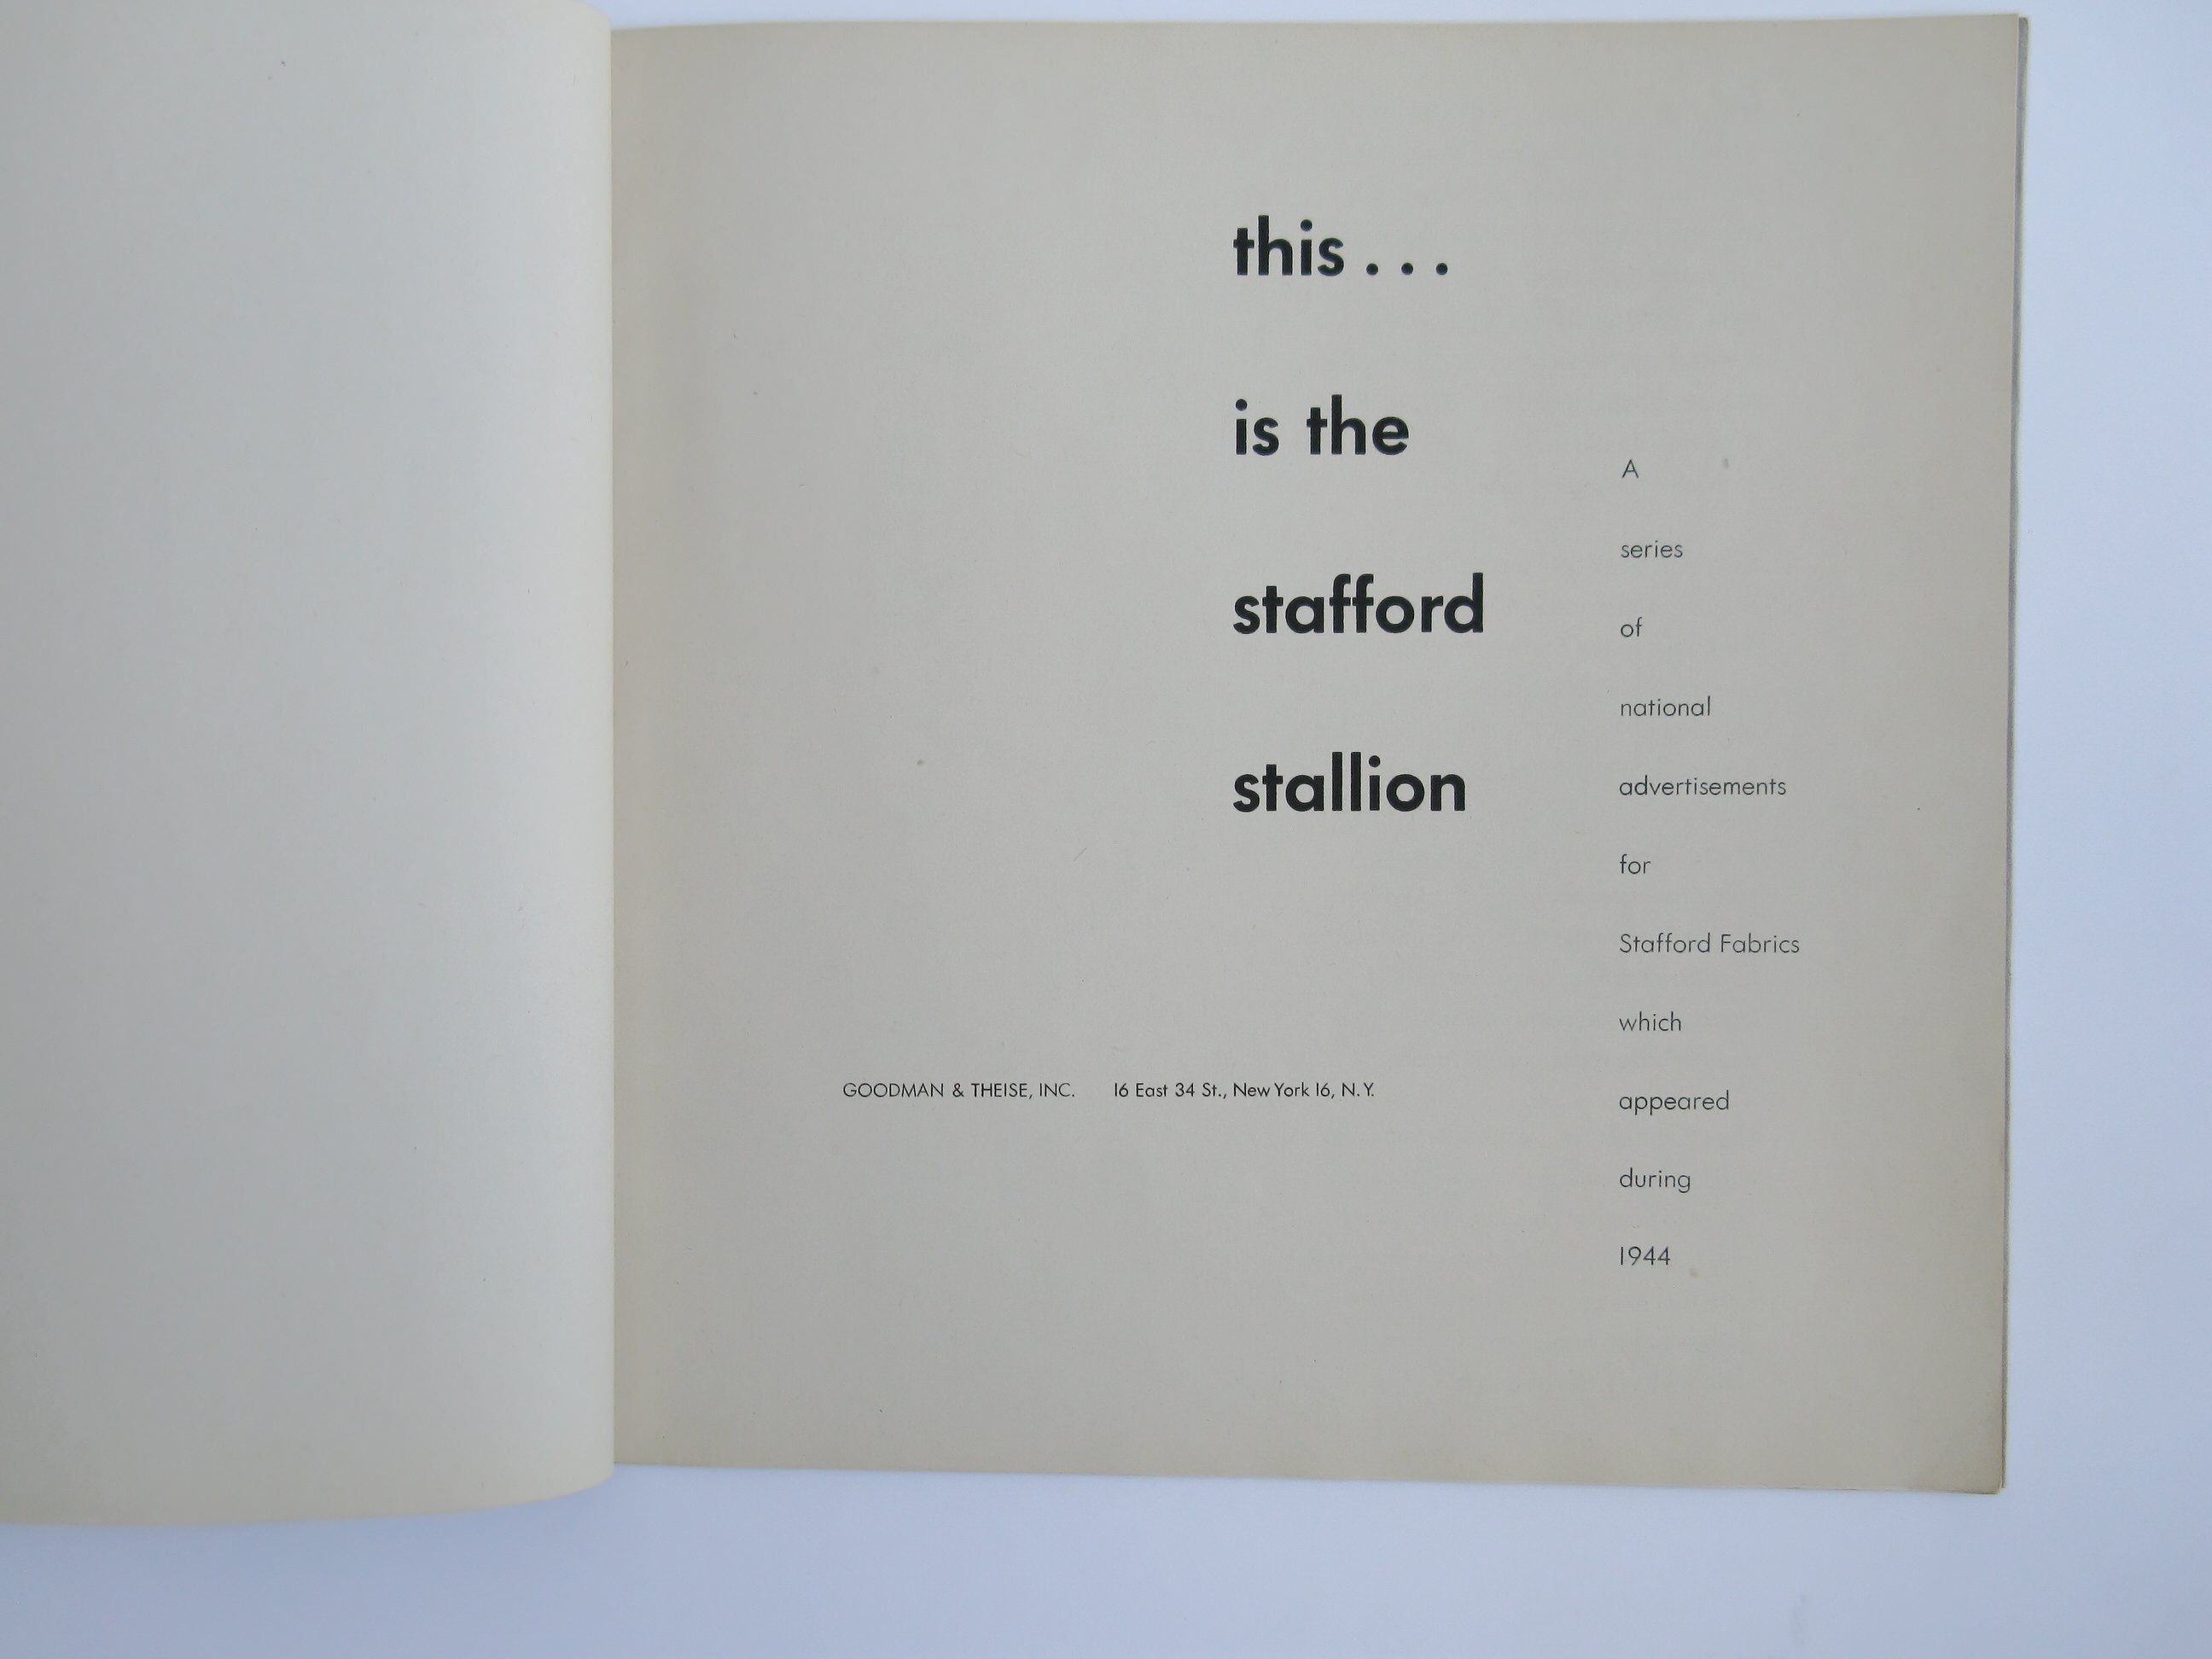 this . . .
is the
stafford
stallion
A
series
of
national
advertisements
for
Stafford Fabrics
which
appeared
during
1944
GOODMAN & THEISE, INC. 16 East 34 St., New York 16, N.Y.